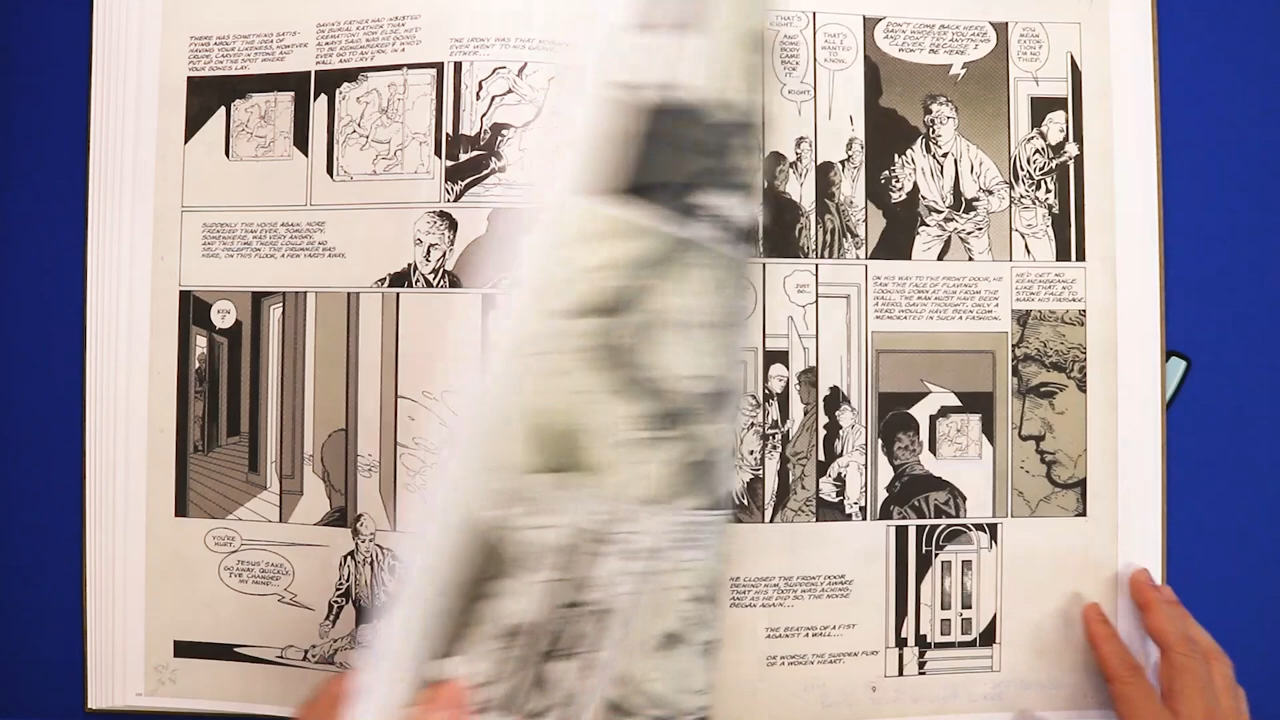 THERE WAS SOMETHING SATIS-
FYING ABOUT THE IDEA OF
HAVING YOUR LIKENESS, HOWEVER
CRUDE, CARVED IN STONE AND
PUT UP ON THE SPOT WHERE
YOUR BONES LAY.
GAVIN'S FATHER HAD INSISTED
ON BURIAL RATHER THAN
CREMATION: HOW ELSE, HE'D
ALWAYS SAID, WAS HE GOING
TO BE REMEMBERED? WHO'D
EVER GO TO AN URN, IN A
WALL, AND CRY?
THE IRONY WAS THAT NOBODY
EVER WENT TO HIS GRAVE,
EITHER...
SUDDENLY THE NOISE AGAIN, MORE
FRENZIED THAN EVER. SOMEBODY,
SOMEWHERE, WAS VERY ANGRY.
AND THIS TIME THERE COULD BE NO
SELF-DECEPTION: THE DRUMMER WAS
HERE, ON THIS FLOOR, A FEW YARDS AWAY.
KEN
?
YOU'RE
HURT.
JESUS' SAKE,
GO AWAY. QUICKLY.
I'VE CHANGED
MY MIND...
THAT'S
RIGHT...
AND
SOME
BODY
CAME
BACK
FOR
IT...
RIGHT.
THAT'S
ALL I
WANTED
TO
KNOW.
DON'T COME BACK HERE,
GAVIN WHOEVER YOU ARE.
AND DON'T TRY ANYTHING
CLEVER, BECAUSE I
WON'T BE HERE.
YOU
MEAN
EXTOR-
TION?
I'M NO
THIEF.
JUST
GO...
ON HIS WAY TO THE FRONT DOOR, HE
SAW THE FACE OF FLAVINUS
LOOKING DOWN AT HIM FROM THE
WALL. THE MAN MUST HAVE BEEN
A HERO, GAVIN THOUGHT. ONLY A
HERO WOULD HAVE BEEN COM-
MEMORATED IN SUCH A FASHION.
HE'D GET NO
REMEMBRANCE
LIKE THAT. NO
STONE FACE TO
MARK HIS PASSAGE.
HE CLOSED THE FRONT DOOR
BEHIND HIM, SUDDENLY AWARE
THAT HIS TOOTH WAS ACHING,
AND AS HE DID SO, THE NOISE
BEGAN AGAIN...
THE BEATING OF A FIST
AGAINST A WALL...
OR WORSE, THE SUDDEN FURY
OF A WOKEN HEART.
9